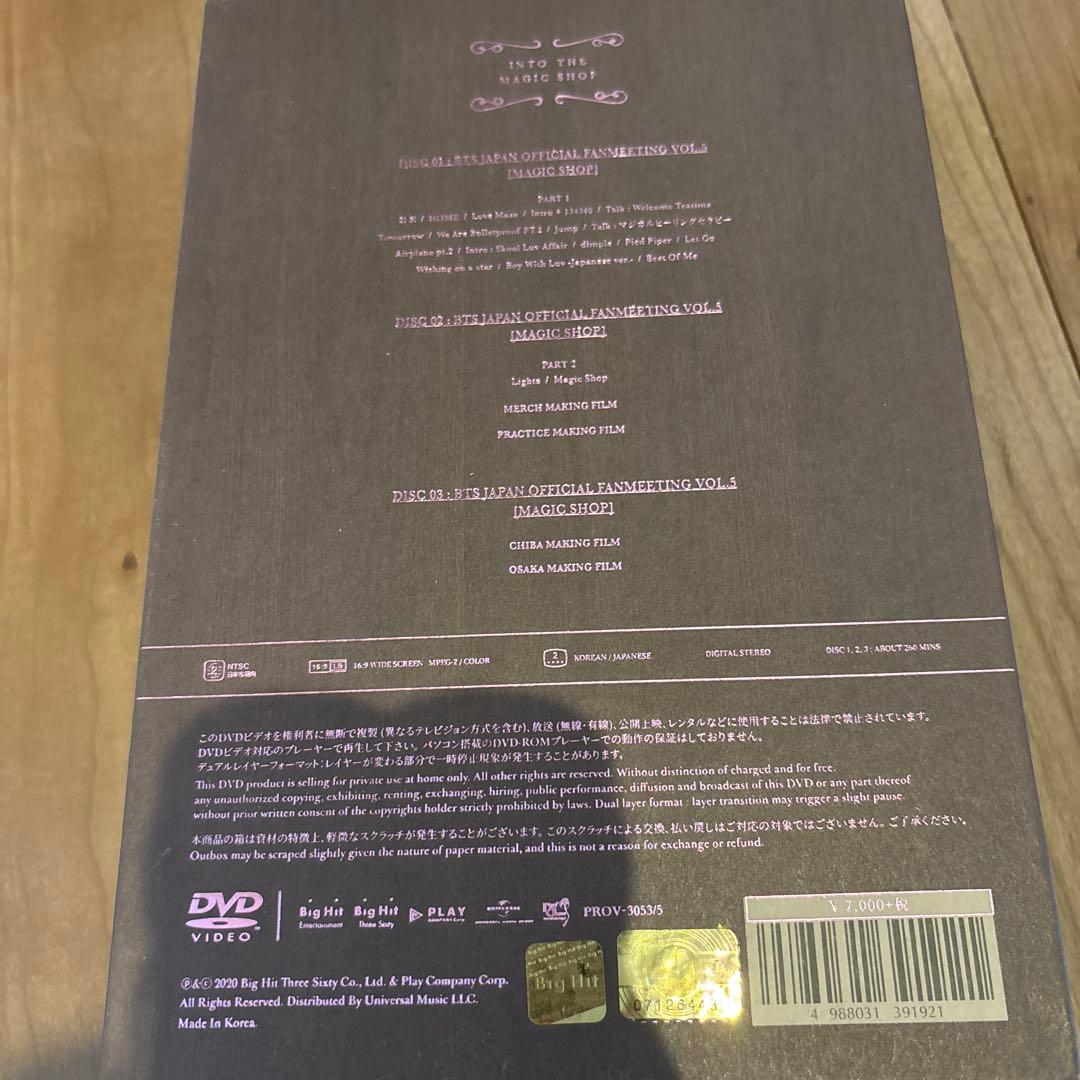 INTO THE
MAGIC SHOP
DISC 01 : BTS JAPAN OFFICIAL FANMEETING VOL.5
[MAGIC SHOP]
PART 1
HOME / Love Maze / Intro + 134340 / Talk : Welcome Teatime
Tomorrow / We Are Bulletproof PT.2 / Jump / Talk : マジカルヒーリングセラピー
Airplane pt.2 / Intro : Skool Luv Affair / dimple / Pied Piper / Let Go
Wishing on a star / Boy With Luv -Japanese ver.- / Best Of Me
DISC 02 : BTS JAPAN OFFICIAL FANMEETING VOL.5
[MAGIC SHOP]
PART 2
Lights / Magic Shop
MERCH MAKING FILM
PRACTICE MAKING FILM
DISC 03 : BTS JAPAN OFFICIAL FANMEETING VOL.5
[MAGIC SHOP]
CHIBA MAKING FILM
OSAKA MAKING FILM
2 NTSC 日本市場向 16:9 LB 16:9 WIDE SCREEN MPEG-2 / COLOR 2 KOREAN / JAPANESE DIGITAL STEREO DISC 1, 2, 3 : ABOUT 260 MINS
このDVDビデオを権利者に無断で複製 (異なるテレビジョン方式を含む)、放送 (無線・有線)、公開上映、レンタルなどに使用することは法律で禁止されています。
DVDビデオ対応のプレーヤーで再生して下さい。パソコン搭載のDVD-ROMプレーヤーでの動作の保証はしておりません。
デュアルレイヤーフォーマット:レイヤーが変わる部分で一時停止現象が発生することがあります。
This DVD product is selling for private use at home only. All other rights are reserved. Without distinction of charged and for free,
any unauthorized copying, exhibiting, renting, exchanging, hiring, public performance, diffusion and broadcast of this DVD or any part thereof
without prior written consent of the copyrights holder strictly prohibited by laws. Dual layer format : layer transition may trigger a slight pause.
本商品の箱は資材の特徴上、軽微なスクラッチが発生することがございます。このスクラッチによる交換、払い戻しはご対応の対象ではございません。ご了承ください。
Outbox may be scraped slightly given the nature of paper material, and this is not a reason for exchange or refund.
DVD VIDEO BigHit Entertainment BigHit Three Sixty PLAY COMPANY Corp. UNIVERSAL PROV-3053/5
¥ 7,000+税
Big Hit
4 988031 391921
℗&© 2020 Big Hit Three Sixty Co., Ltd. & Play Company Corp.
All Rights Reserved. Distributed By Universal Music LLC.
Made In Korea.